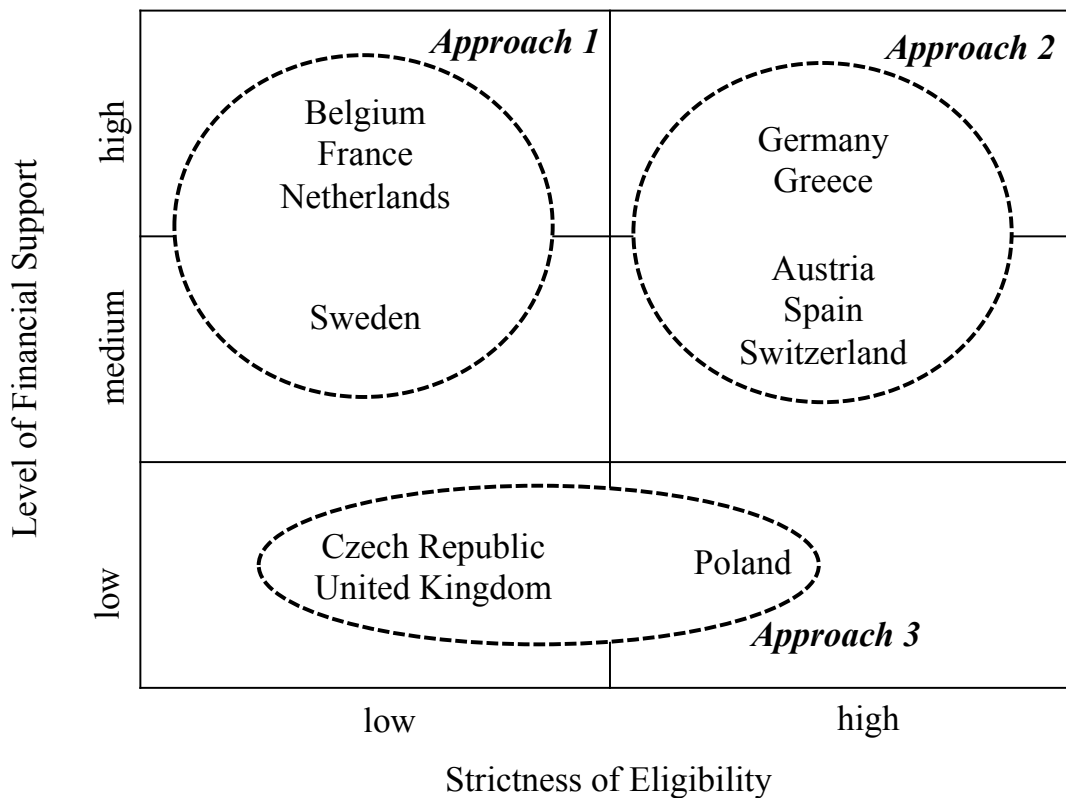 Approach 1
Approach 2
Belgium
France
Netherlands
Germany
Greece
Sweden
Austria
Spain
Switzerland
Czech Republic
United Kingdom
Poland
Approach 3
high
medium
low
Level of Financial Support
low
high
Strictness of Eligibility